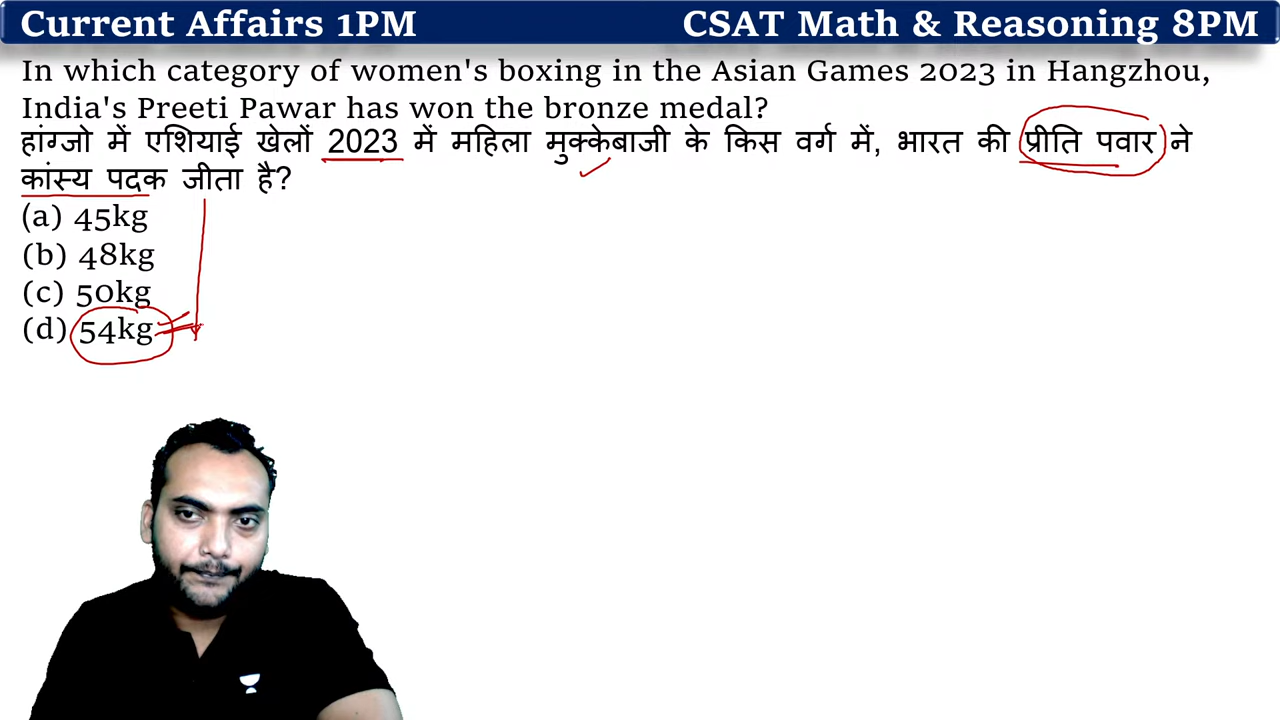 Current Affairs 1PM
CSAT Math & Reasoning 8PM
In which category of women's boxing in the Asian Games 2023 in Hangzhou,
India's Preeti Pawar has won the bronze medal?
हांग्जो में एशियाई खेलों 2023 में महिला मुक्केबाजी के किस वर्ग में, भारत की प्रीति पवार ने
कांस्य पदक जीता है?
(a) 45kg
(b) 48kg
(c) 50kg
(d) 54kg